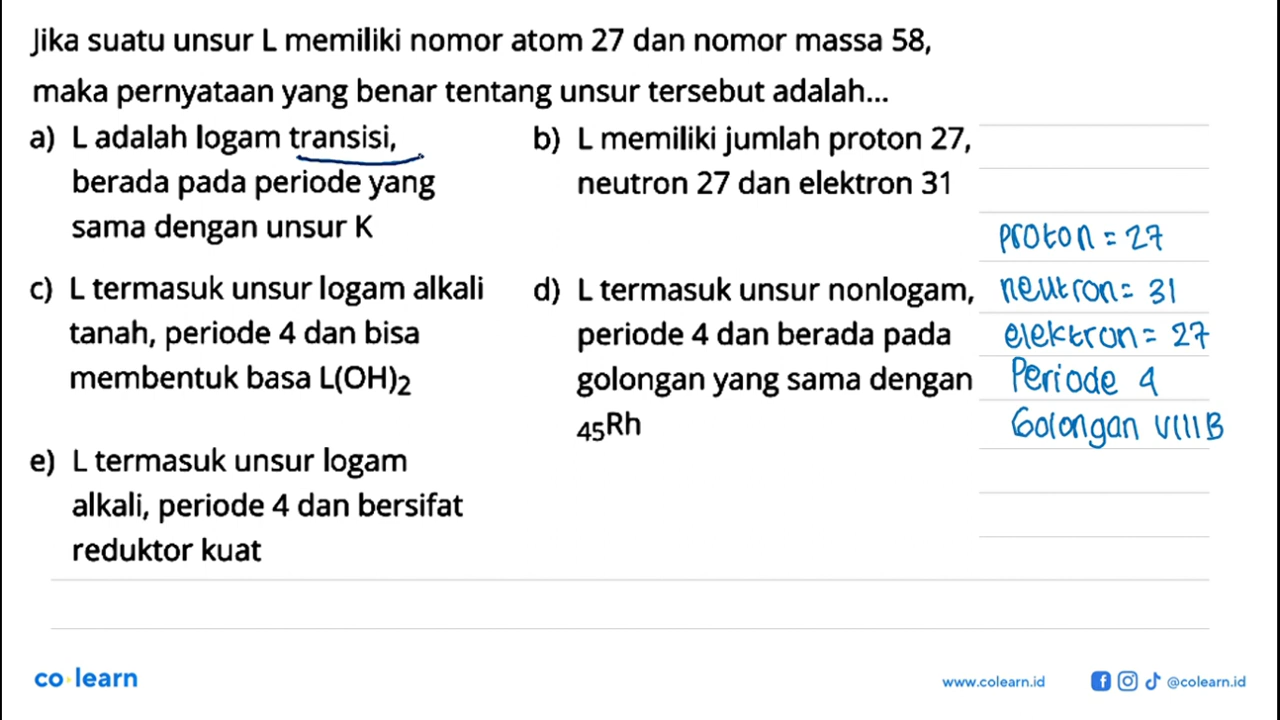 Jika suatu unsur L memiliki nomor atom 27 dan nomor massa 58,
maka pernyataan yang benar tentang unsur tersebut adalah...
a) L adalah logam transisi,
berada pada periode yang
sama dengan unsur K
b) L memiliki jumlah proton 27,
neutron 27 dan elektron 31
c) L termasuk unsur logam alkali
tanah, periode 4 dan bisa
membentuk basa L(OH)₂
d) L termasuk unsur nonlogam,
periode 4 dan berada pada
golongan yang sama dengan
₄₅Rh
e) L termasuk unsur logam
alkali, periode 4 dan bersifat
reduktor kuat
proton = 27
neutron = 31
elektron = 27
Periode 4
Golongan VIIIB
co learn
www.colearn.id
@colearn.id